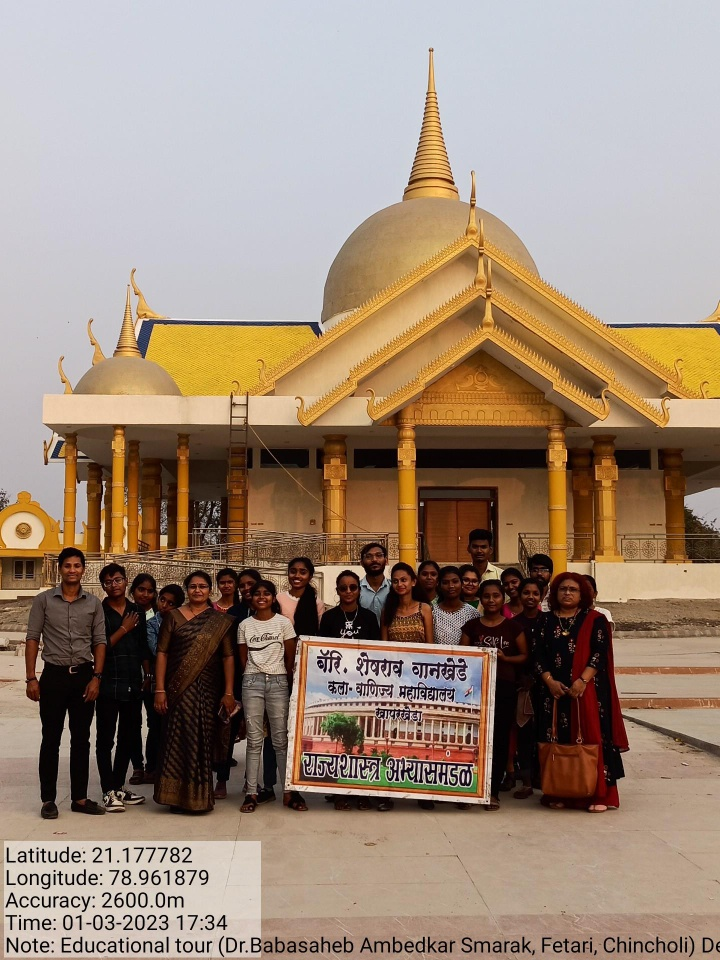 बॅरि. शेषराव वानखेडे
कला-वाणिज्य महाविद्यालय
खापरखेडा
राज्यशास्त्र अभ्यासमंडळ
Latitude: 21.177782
Longitude: 78.961879
Accuracy: 2600.0m
Time: 01-03-2023 17:34
Note: Educational tour (Dr.Babasaheb Ambedkar Smarak, Fetari, Chincholi) De